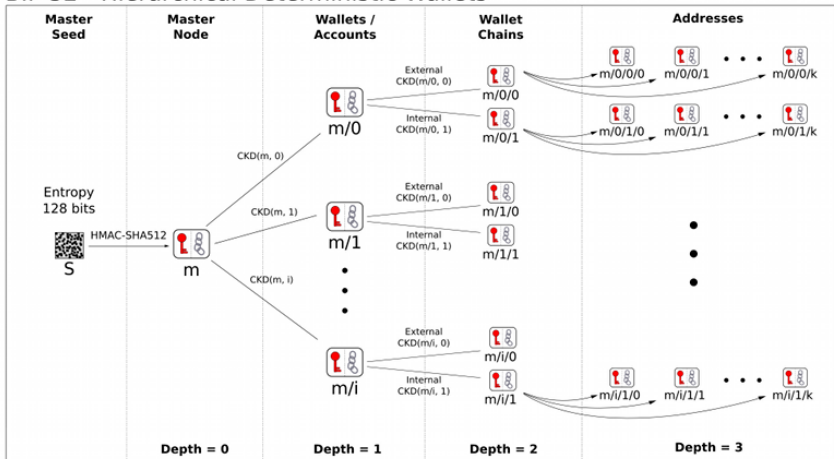 Master Seed
Master Node
Wallets / Accounts
Wallet Chains
Addresses
External
CKD(m/0, 0)
m/0/0
m/0/0/0
m/0/0/1
m/0/0/k
m/0
Internal
CKD(m/0, 1)
m/0/1
m/0/1/0
m/0/1/1
m/0/1/k
CKD(m, 0)
Entropy
128 bits
HMAC-SHA512
S
m
CKD(m, 1)
m/1
External
CKD(m/1, 0)
m/1/0
Internal
CKD(m/1, 1)
m/1/1
CKD(m, i)
m/i
External
CKD(m/i, 0)
m/i/0
Internal
CKD(m/i, 1)
m/i/1
m/i/1/0
m/i/1/1
m/i/1/k
Depth = 0
Depth = 1
Depth = 2
Depth = 3